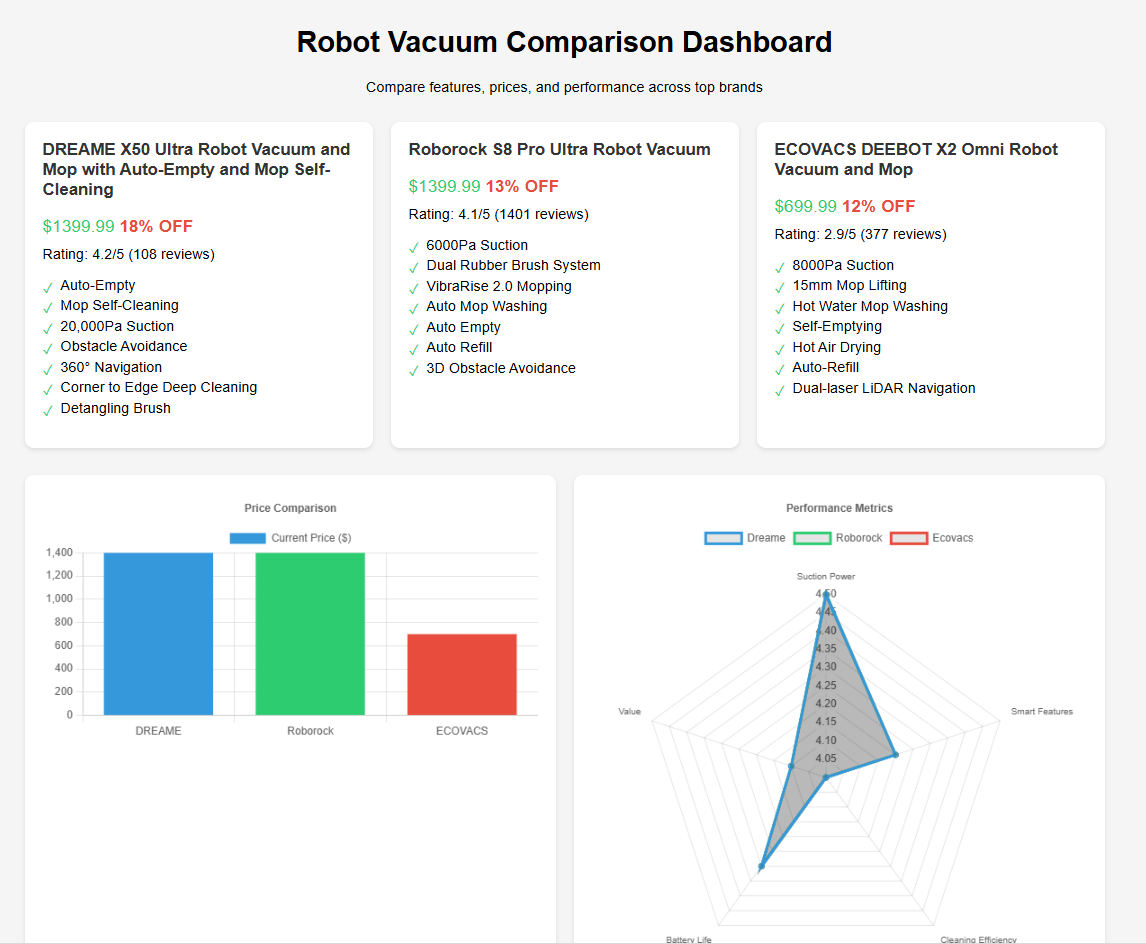 Robot Vacuum Comparison Dashboard
Compare features, prices, and performance across top brands
DREAME X50 Ultra Robot Vacuum and
Mop with Auto-Empty and Mop Self-
Cleaning
$1399.99 18% OFF
Rating: 4.2/5 (108 reviews)
✓ Auto-Empty
✓ Mop Self-Cleaning
✓ 20,000Pa Suction
✓ Obstacle Avoidance
✓ 360° Navigation
✓ Corner to Edge Deep Cleaning
✓ Detangling Brush
Roborock S8 Pro Ultra Robot Vacuum
$1399.99 13% OFF
Rating: 4.1/5 (1401 reviews)
✓ 6000Pa Suction
✓ Dual Rubber Brush System
✓ VibraRise 2.0 Mopping
✓ Auto Mop Washing
✓ Auto Empty
✓ Auto Refill
✓ 3D Obstacle Avoidance
ECOVACS DEEBOT X2 Omni Robot
Vacuum and Mop
$699.99 12% OFF
Rating: 2.9/5 (377 reviews)
✓ 8000Pa Suction
✓ 15mm Mop Lifting
✓ Hot Water Mop Washing
✓ Self-Emptying
✓ Hot Air Drying
✓ Auto-Refill
✓ Dual-laser LiDAR Navigation
Price Comparison
Current Price ($)
1,400
1,200
1,000
800
600
400
200
0
DREAME Roborock ECOVACS
Performance Metrics
Dreame Roborock Ecovacs
Suction Power
4.50
4.45
4.40
4.35
4.30
4.25
4.20
4.15
4.10
4.05
Value
Smart Features
Battery Life
Cleaning Efficiency